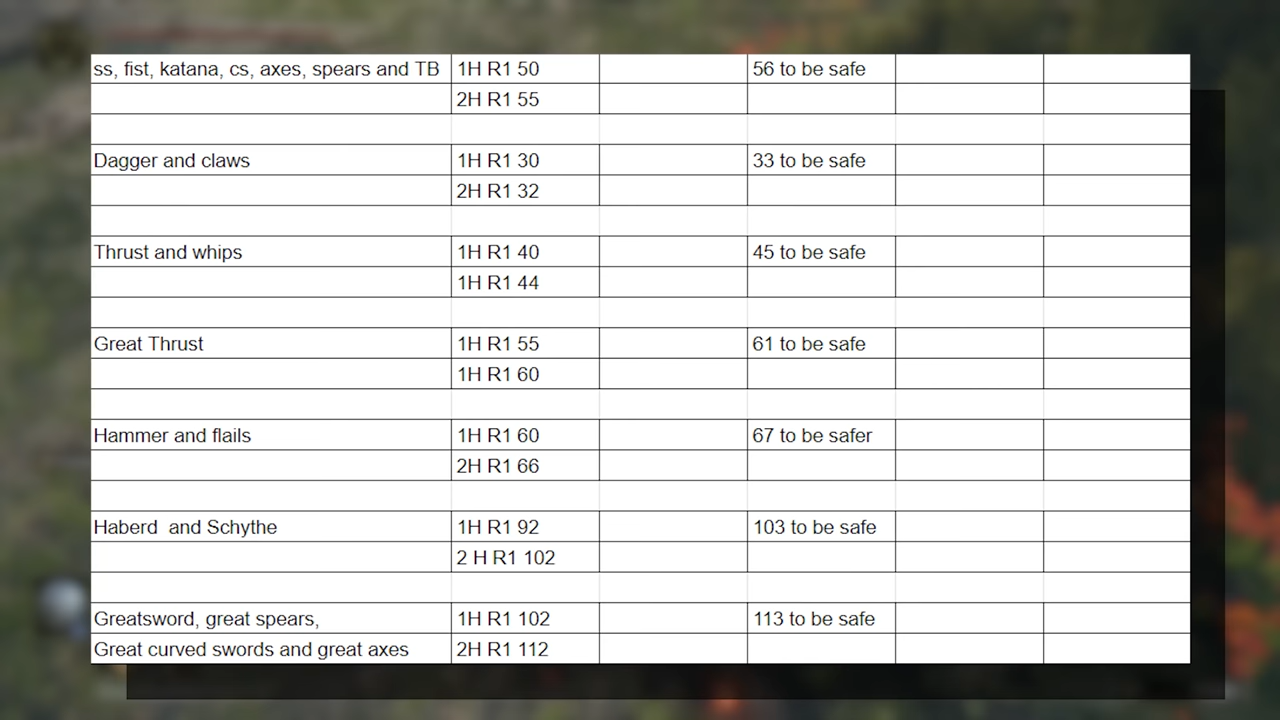 ss, fist, katana, cs, axes, spears and TB 1H R1 50 56 to be safe
2H R1 55
Dagger and claws 1H R1 30 33 to be safe
2H R1 32
Thrust and whips 1H R1 40 45 to be safe
1H R1 44
Great Thrust 1H R1 55 61 to be safe
1H R1 60
Hammer and flails 1H R1 60 67 to be safer
2H R1 66
Haberd  and Schythe 1H R1 92 103 to be safe
2 H R1 102
Greatsword, great spears, 1H R1 102 113 to be safe
Great curved swords and great axes 2H R1 112